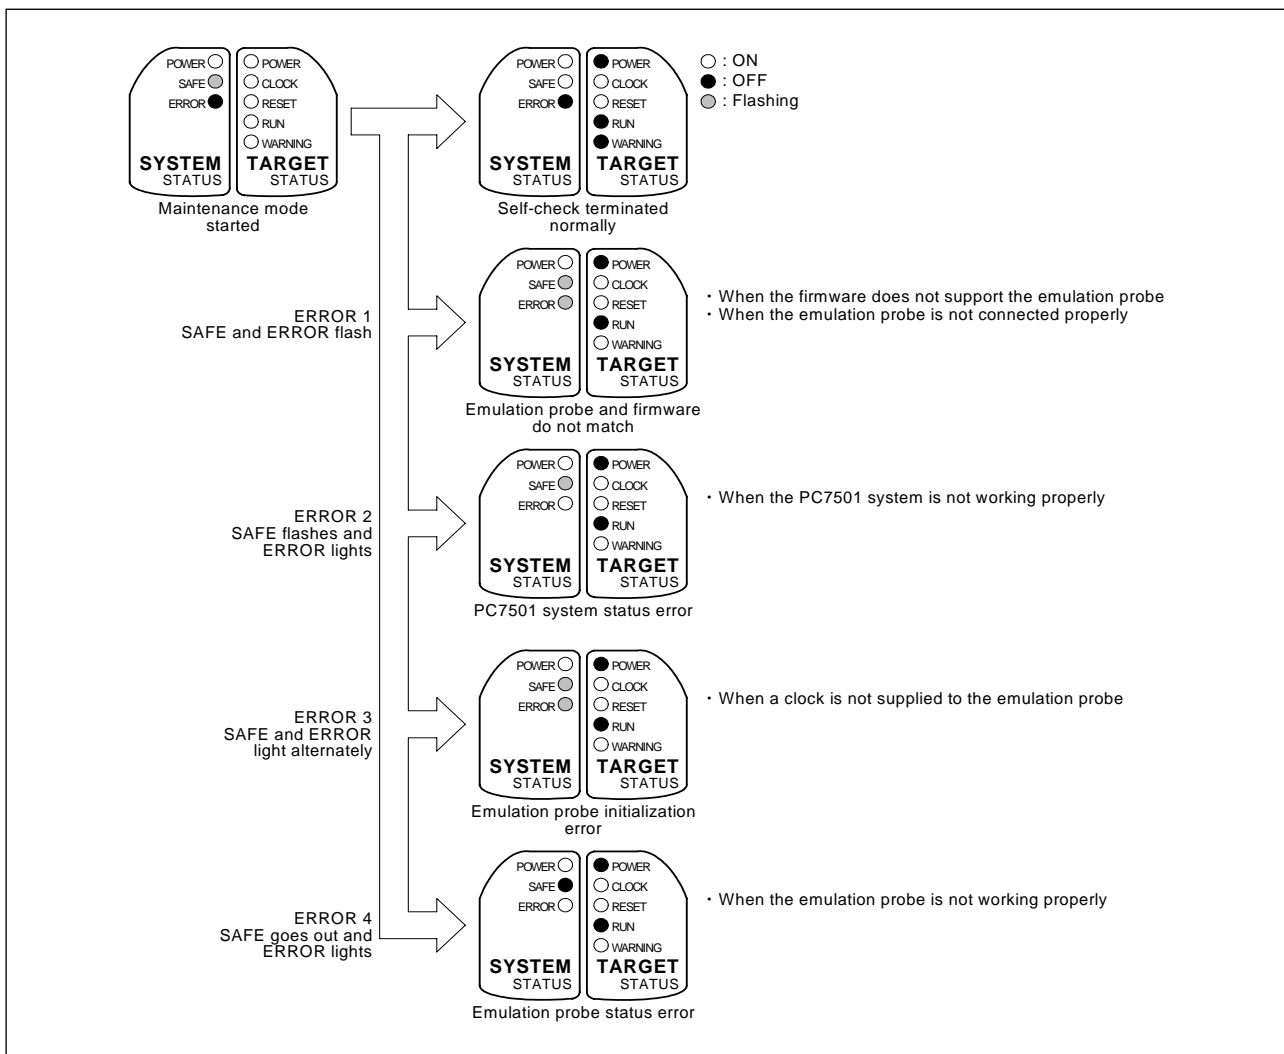 POWER
SAFE
ERROR
SYSTEM
STATUS
POWER
CLOCK
RESET
RUN
WARNING
TARGET
STATUS
Maintenance mode
started
POWER
SAFE
ERROR
SYSTEM
STATUS
POWER
CLOCK
RESET
RUN
WARNING
TARGET
STATUS
Self-check terminated
normally
: ON
: OFF
: Flashing
ERROR 1
SAFE and ERROR flash
POWER
SAFE
ERROR
SYSTEM
STATUS
POWER
CLOCK
RESET
RUN
WARNING
TARGET
STATUS
Emulation probe and firmware
do not match
・When the firmware does not support the emulation probe
・When the emulation probe is not connected properly
ERROR 2
SAFE flashes and
ERROR lights
POWER
SAFE
ERROR
SYSTEM
STATUS
POWER
CLOCK
RESET
RUN
WARNING
TARGET
STATUS
PC7501 system status error
・When the PC7501 system is not working properly
ERROR 3
SAFE and ERROR
light alternately
POWER
SAFE
ERROR
SYSTEM
STATUS
POWER
CLOCK
RESET
RUN
WARNING
TARGET
STATUS
Emulation probe initialization
error
・When a clock is not supplied to the emulation probe
ERROR 4
SAFE goes out and
ERROR lights
POWER
SAFE
ERROR
SYSTEM
STATUS
POWER
CLOCK
RESET
RUN
WARNING
TARGET
STATUS
Emulation probe status error
・When the emulation probe is not working properly